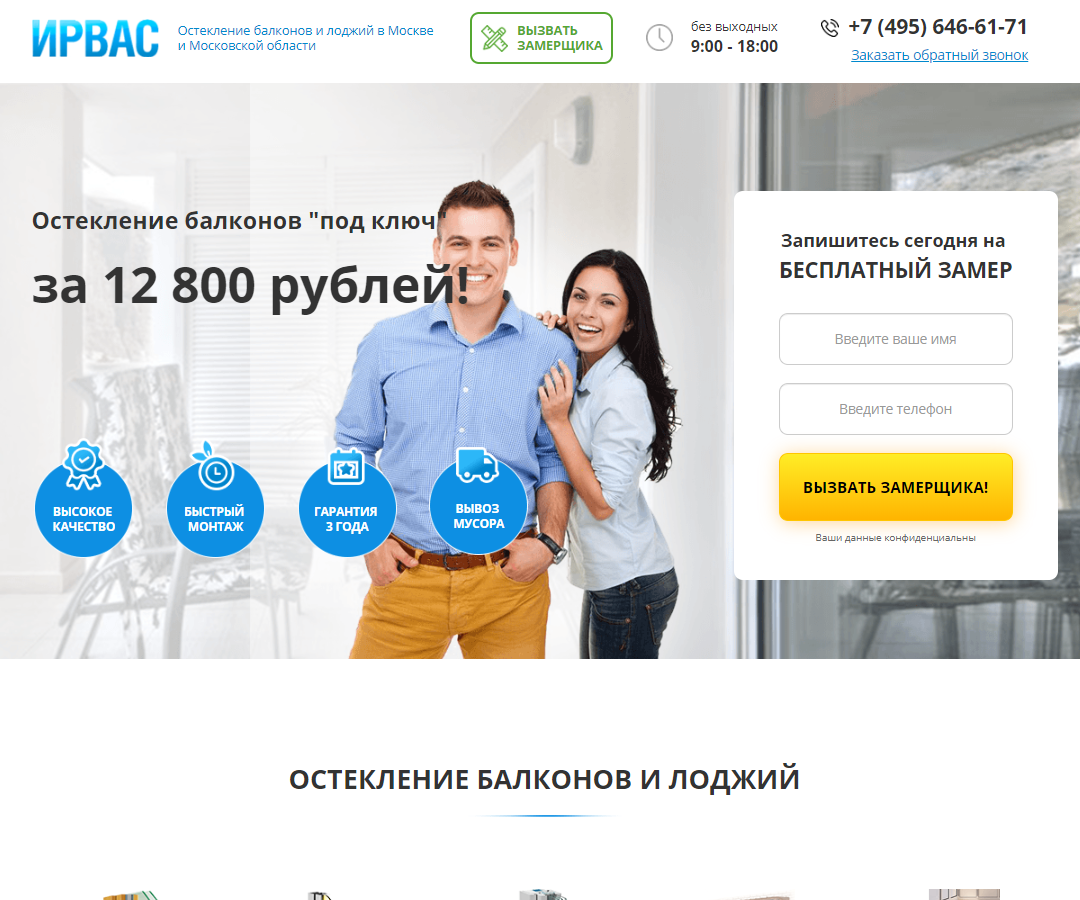 ИРВАС
Остекление балконов и лоджий в Москве
и Московской области
ВЫЗВАТЬ
ЗАМЕРЩИКА
без выходных
9:00 - 18:00
+7 (495) 646-61-71
Заказать обратный звонок
Остекление балконов "под ключ"
за 12 800 рублей!
ВЫСОКОЕ
КАЧЕСТВО
БЫСТРЫЙ
МОНТАЖ
ГАРАНТИЯ
3 ГОДА
ВЫВОЗ
МУСОРА
Запишитесь сегодня на
БЕСПЛАТНЫЙ ЗАМЕР
Введите ваше имя
Введите телефон
ВЫЗВАТЬ ЗАМЕРЩИКА!
Ваши данные конфиденциальны
ОСТЕКЛЕНИЕ БАЛКОНОВ И ЛОДЖИЙ